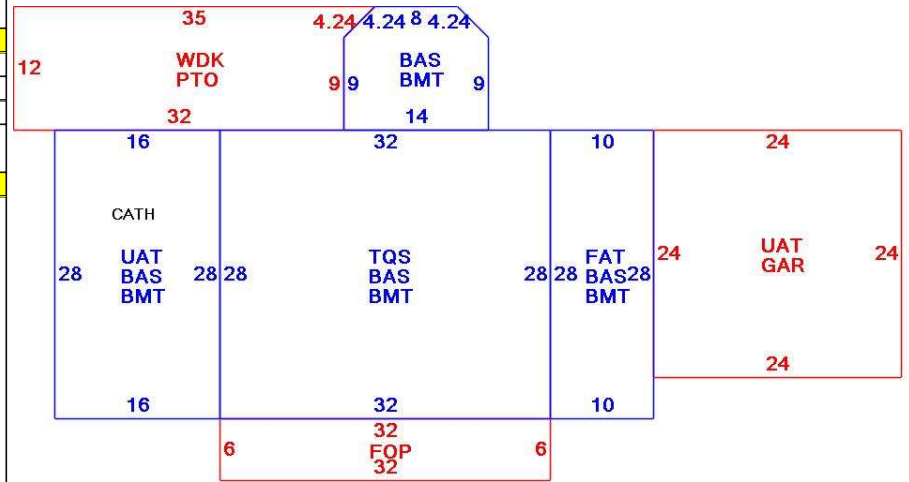 35 4.24 4.24 8 4.24
12 WDK BAS
PTO BMT
9 9 9
32 14
16 32 10 24
CATH
UAT TQS FAT UAT
28 BAS 28 28 BAS 28 28 BAS 28 24 GAR 24
BMT BMT BMT
24
16 32 10
32
6 FOP 6
32